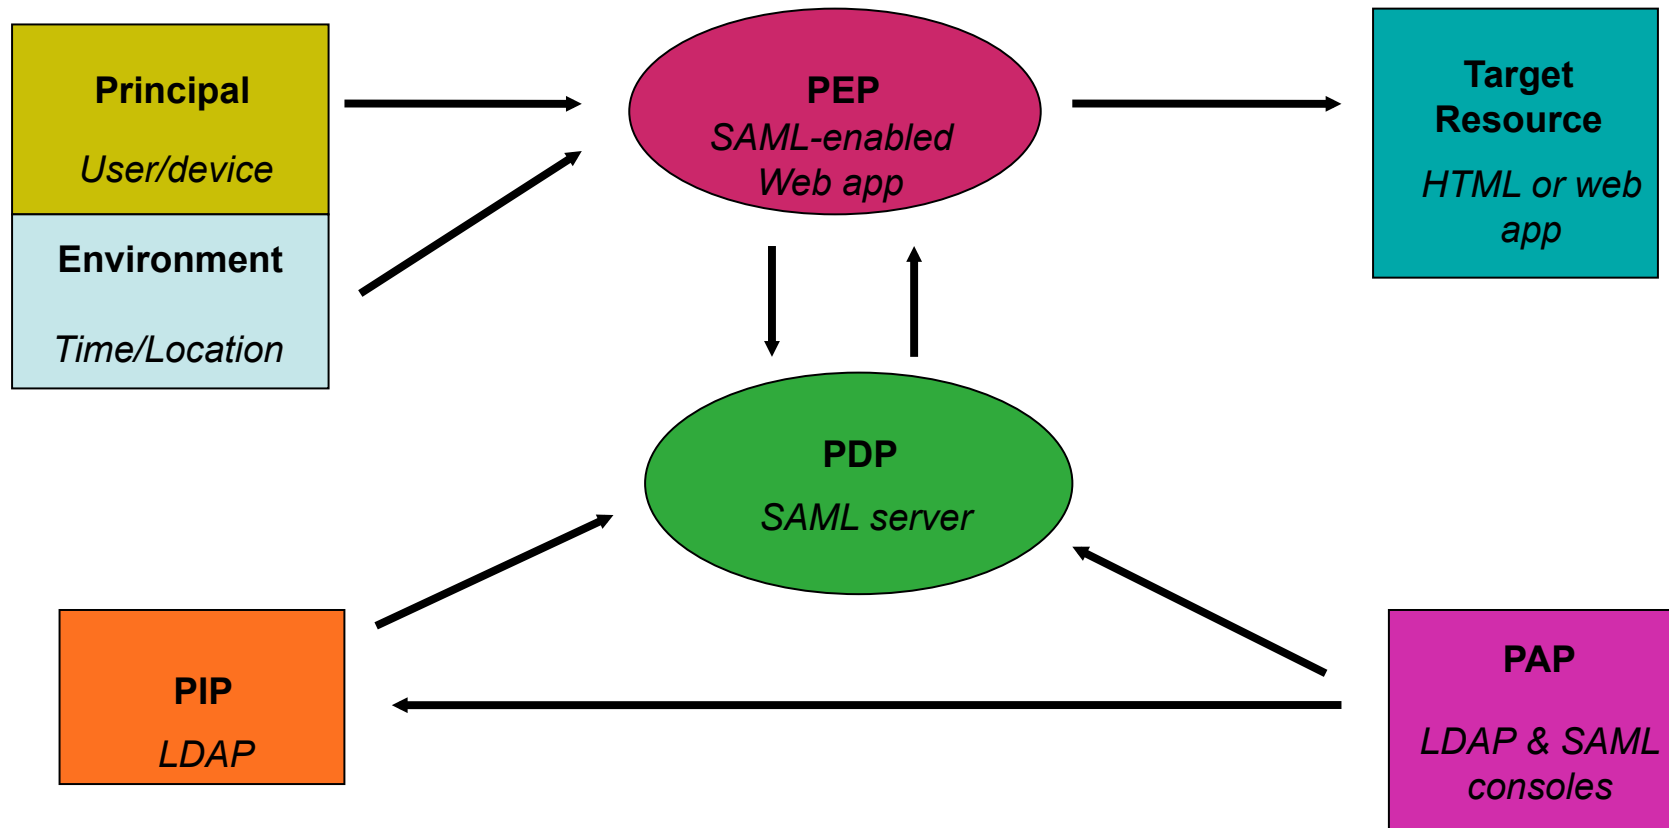 Principal
User/device
Environment
Time/Location
PEP
SAML-enabled
Web app
Target
Resource
HTML or web
app
PDP
SAML server
PIP
LDAP
PAP
LDAP & SAML
consoles